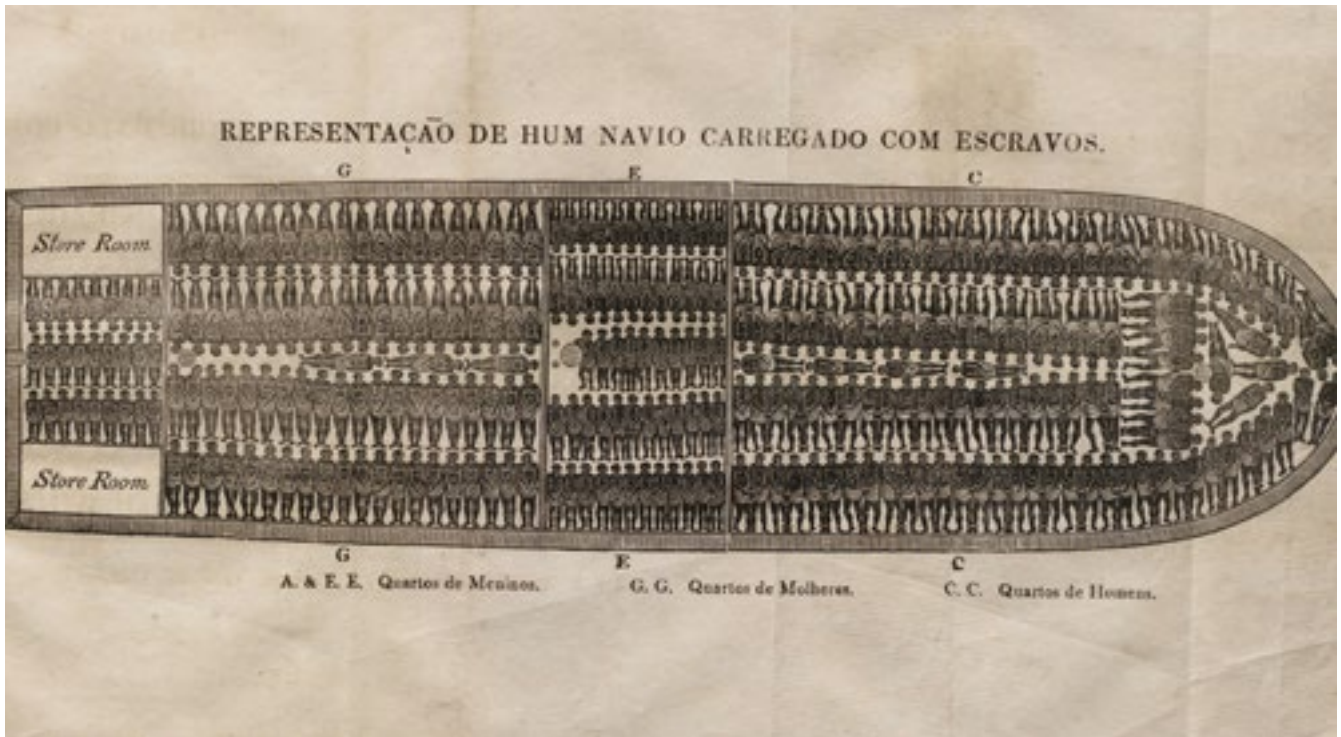 REPRESENTAÇÃO DE HUM NAVIO CARREGADO COM ESCRAVOS.
G E C
Store Room
Store Room
G E C
A. & E. E. Quartos de Meninos. G. G. Quartos de Molheres. C. C. Quartos de Homens.